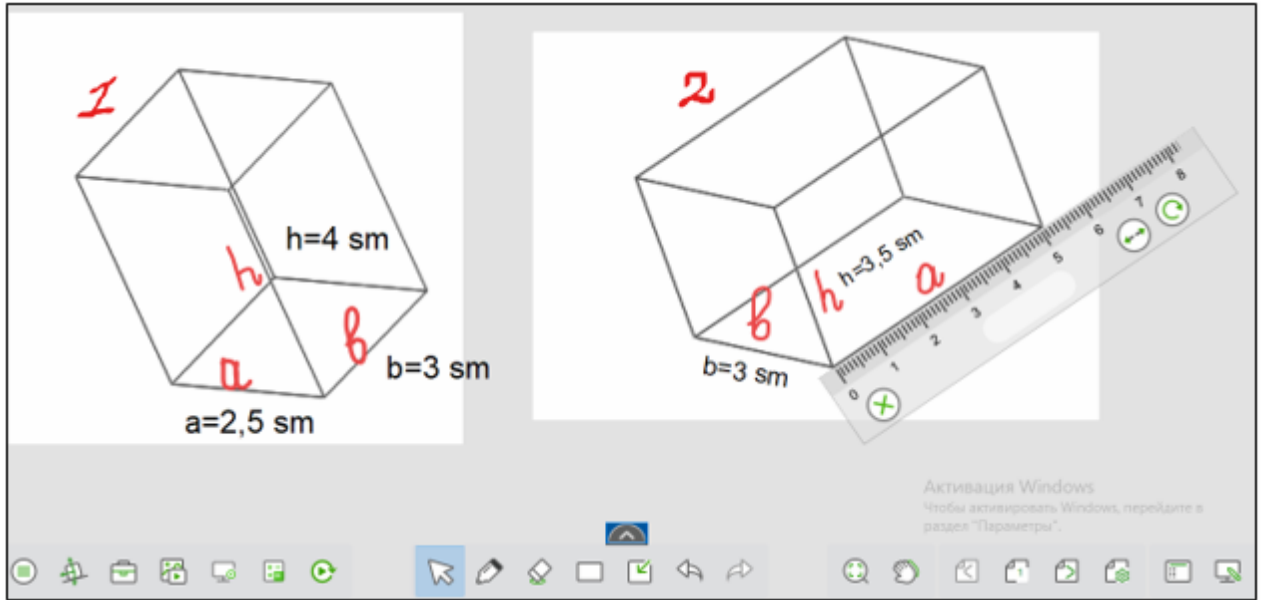 1
h=4 sm
h
a
в
b=3 sm
a=2,5 sm
2
h=3,5 sm
h
a
в
b=3 sm
0 1 2 3 4 5 6 7 8
Активация Windows
Чтобы активировать Windows, перейдите в
раздел "Параметры".
1